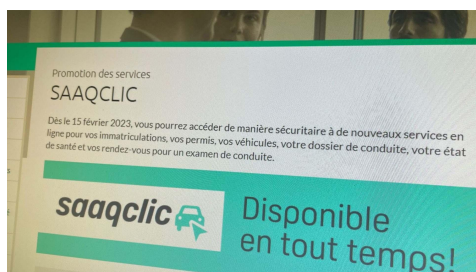 Promotion des services
SAAQCLIC
Dès le 15 février 2023, vous pourrez accéder de manière sécuritaire à de nouveaux services en
ligne pour vos immatriculations, vos permis, vos véhicules, votre dossier de conduite, votre état
de santé et vos rendez-vous pour un examen de conduite.
saaqclic
Disponible
en tout temps!